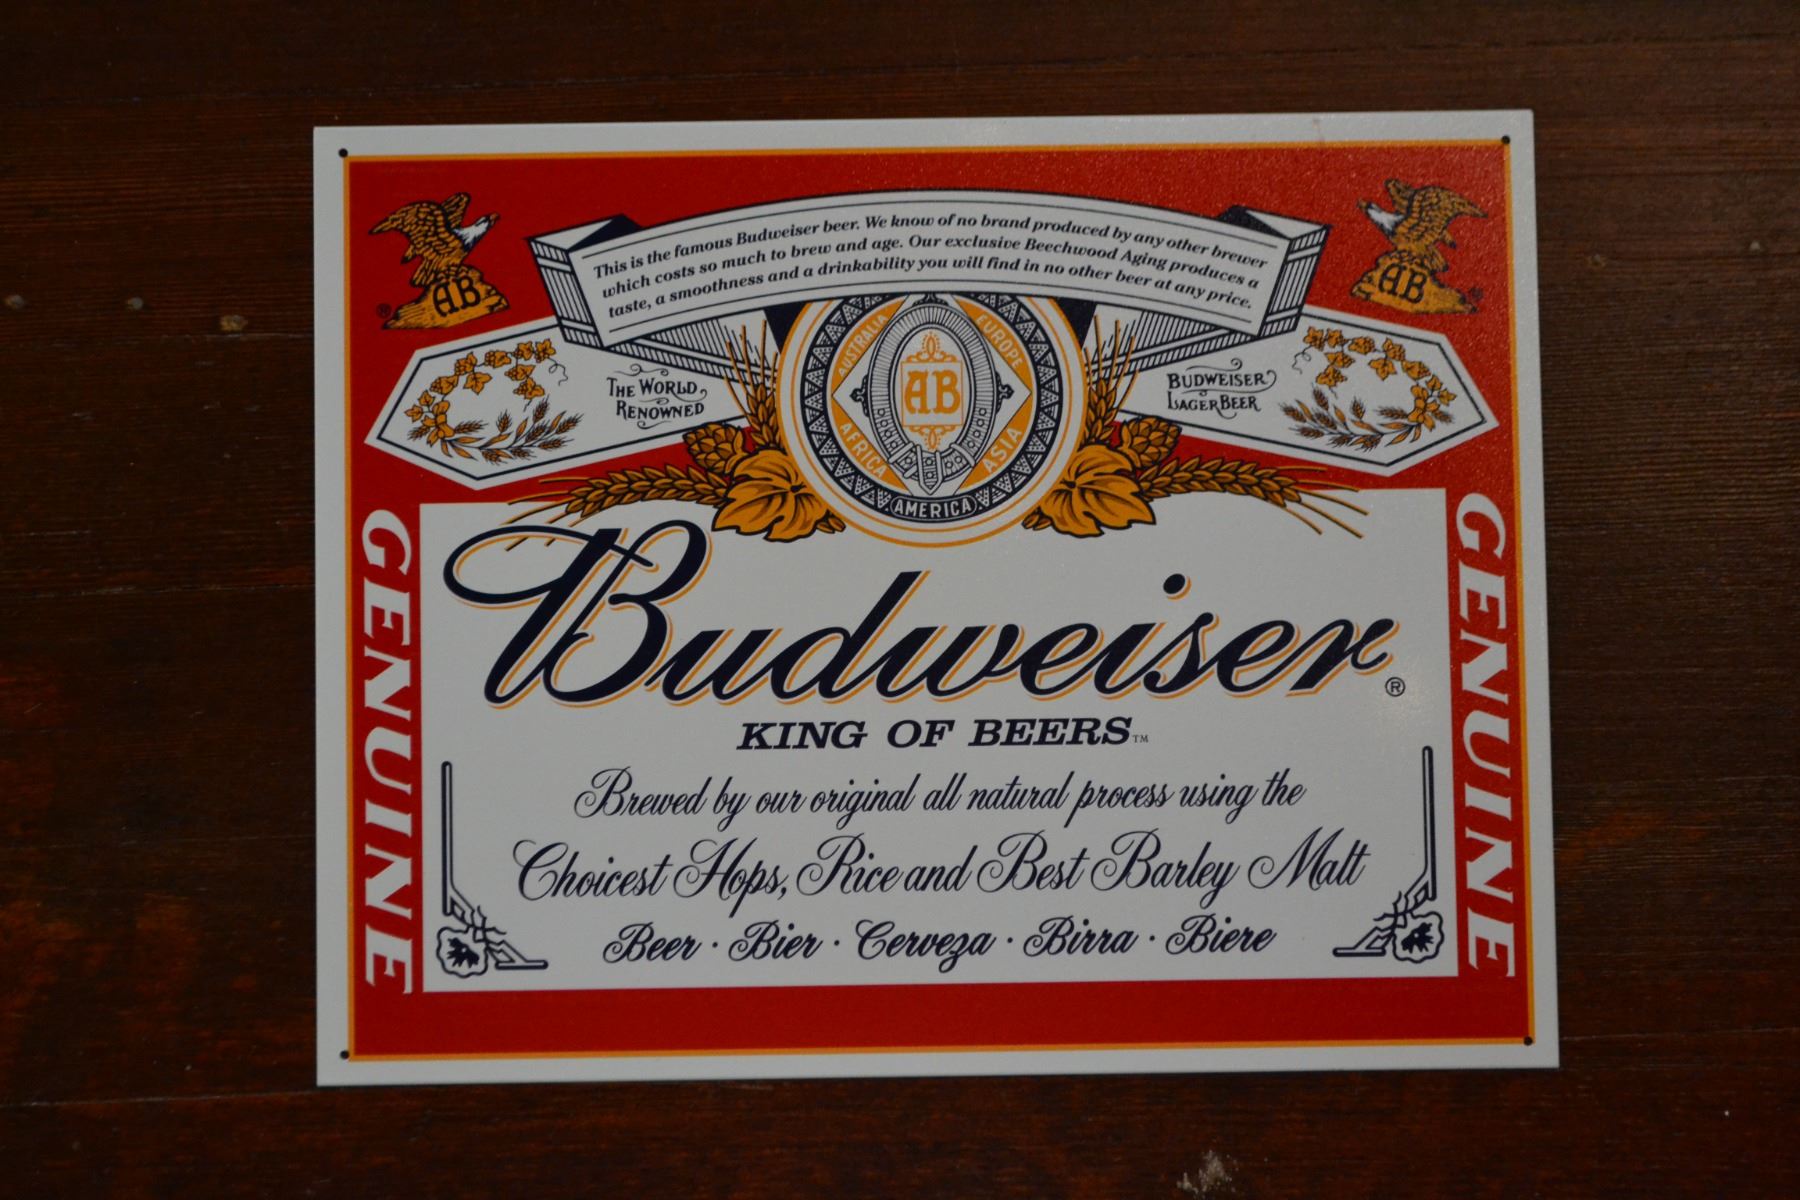 This is the famous Budweiser beer. We know of no brand produced by any other brewer
which costs so much to brew and age. Our exclusive Beechwood Aging produces a
taste, a smoothness and a drinkability you will find in no other beer at any price.
AB
®
AB
®
THE WORLD
RENOWNED
AUSTRALIA
EUROPE
AB
AFRICA
ASIA
AMERICA
BUDWEISER
LAGER BEER
GENUINE
GENUINE
Budweiser®
KING OF BEERS™
Brewed by our original all natural process using the
Choicest Hops, Rice and Best Barley Malt
Beer · Bier · Cerveza · Birra · Biere